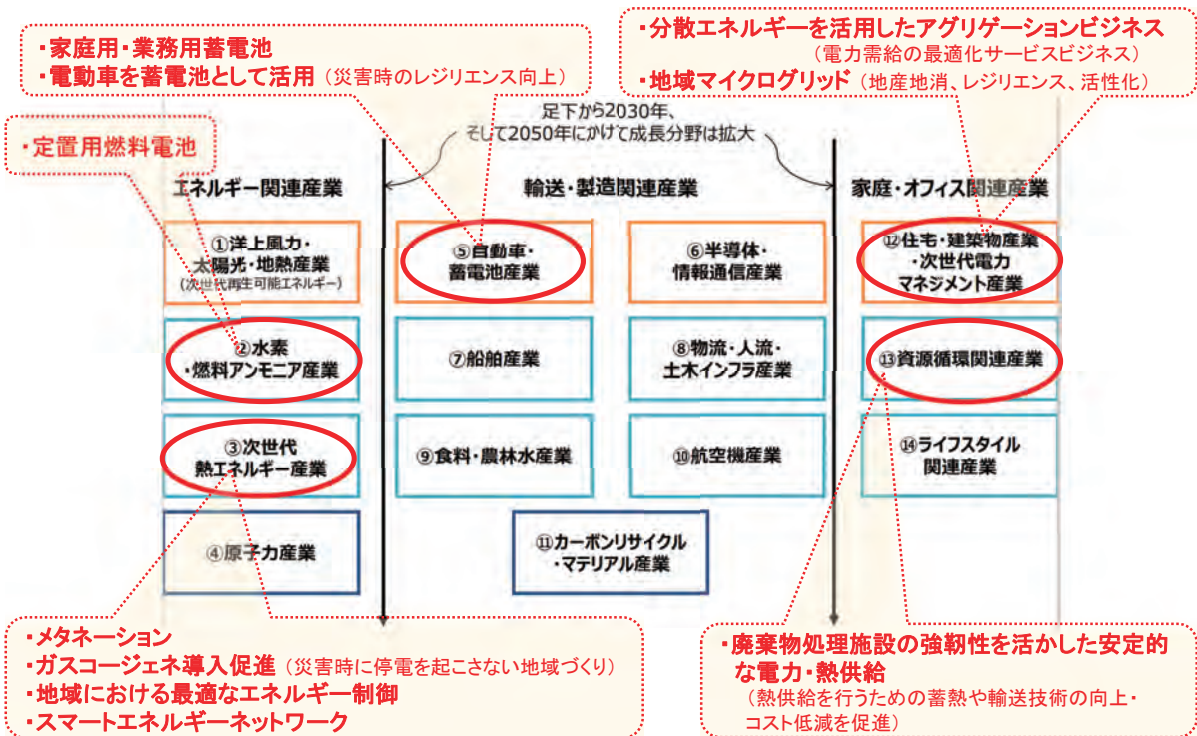 ・家庭用・業務用蓄電池
・電動車を蓄電池として活用（災害時のレジリエンス向上）
・分散エネルギーを活用したアグリゲーションビジネス
（電力需給の最適化サービスビジネス）
・地域マイクログリッド（地産地消、レジリエンス、活性化）
・定置用燃料電池
足下から2030年、
そして2050年にかけて成長分野は拡大
エネルギー関連産業
輸送・製造関連産業
家庭・オフィス関連産業
①洋上風力・
太陽光・地熱産業
(次世代再生可能エネルギー)
⑤自動車・
蓄電池産業
⑥半導体・
情報通信産業
⑫住宅・建築物産業
・次世代電力
マネジメント産業
②水素
・燃料アンモニア産業
⑦船舶産業
⑧物流・人流・
土木インフラ産業
⑬資源循環関連産業
③次世代
熱エネルギー産業
⑨食料・農林水産業
⑩航空機産業
⑭ライフスタイル
関連産業
④原子力産業
⑪カーボンリサイクル
・マテリアル産業
・メタネーション
・ガスコージェネ導入促進（災害時に停電を起こさない地域づくり）
・地域における最適なエネルギー制御
・スマートエネルギーネットワーク
・廃棄物処理施設の強靭性を活かした安定的
な電力・熱供給
（熱供給を行うための蓄熱や輸送技術の向上・
コスト低減を促進）